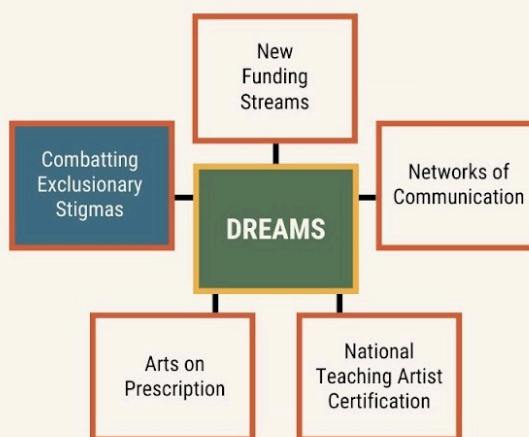 New
Funding
Streams
Combatting
Exclusionary
Stigmas
Networks of
Communication
DREAMS
Arts on
Prescription
National
Teaching Artist
Certification